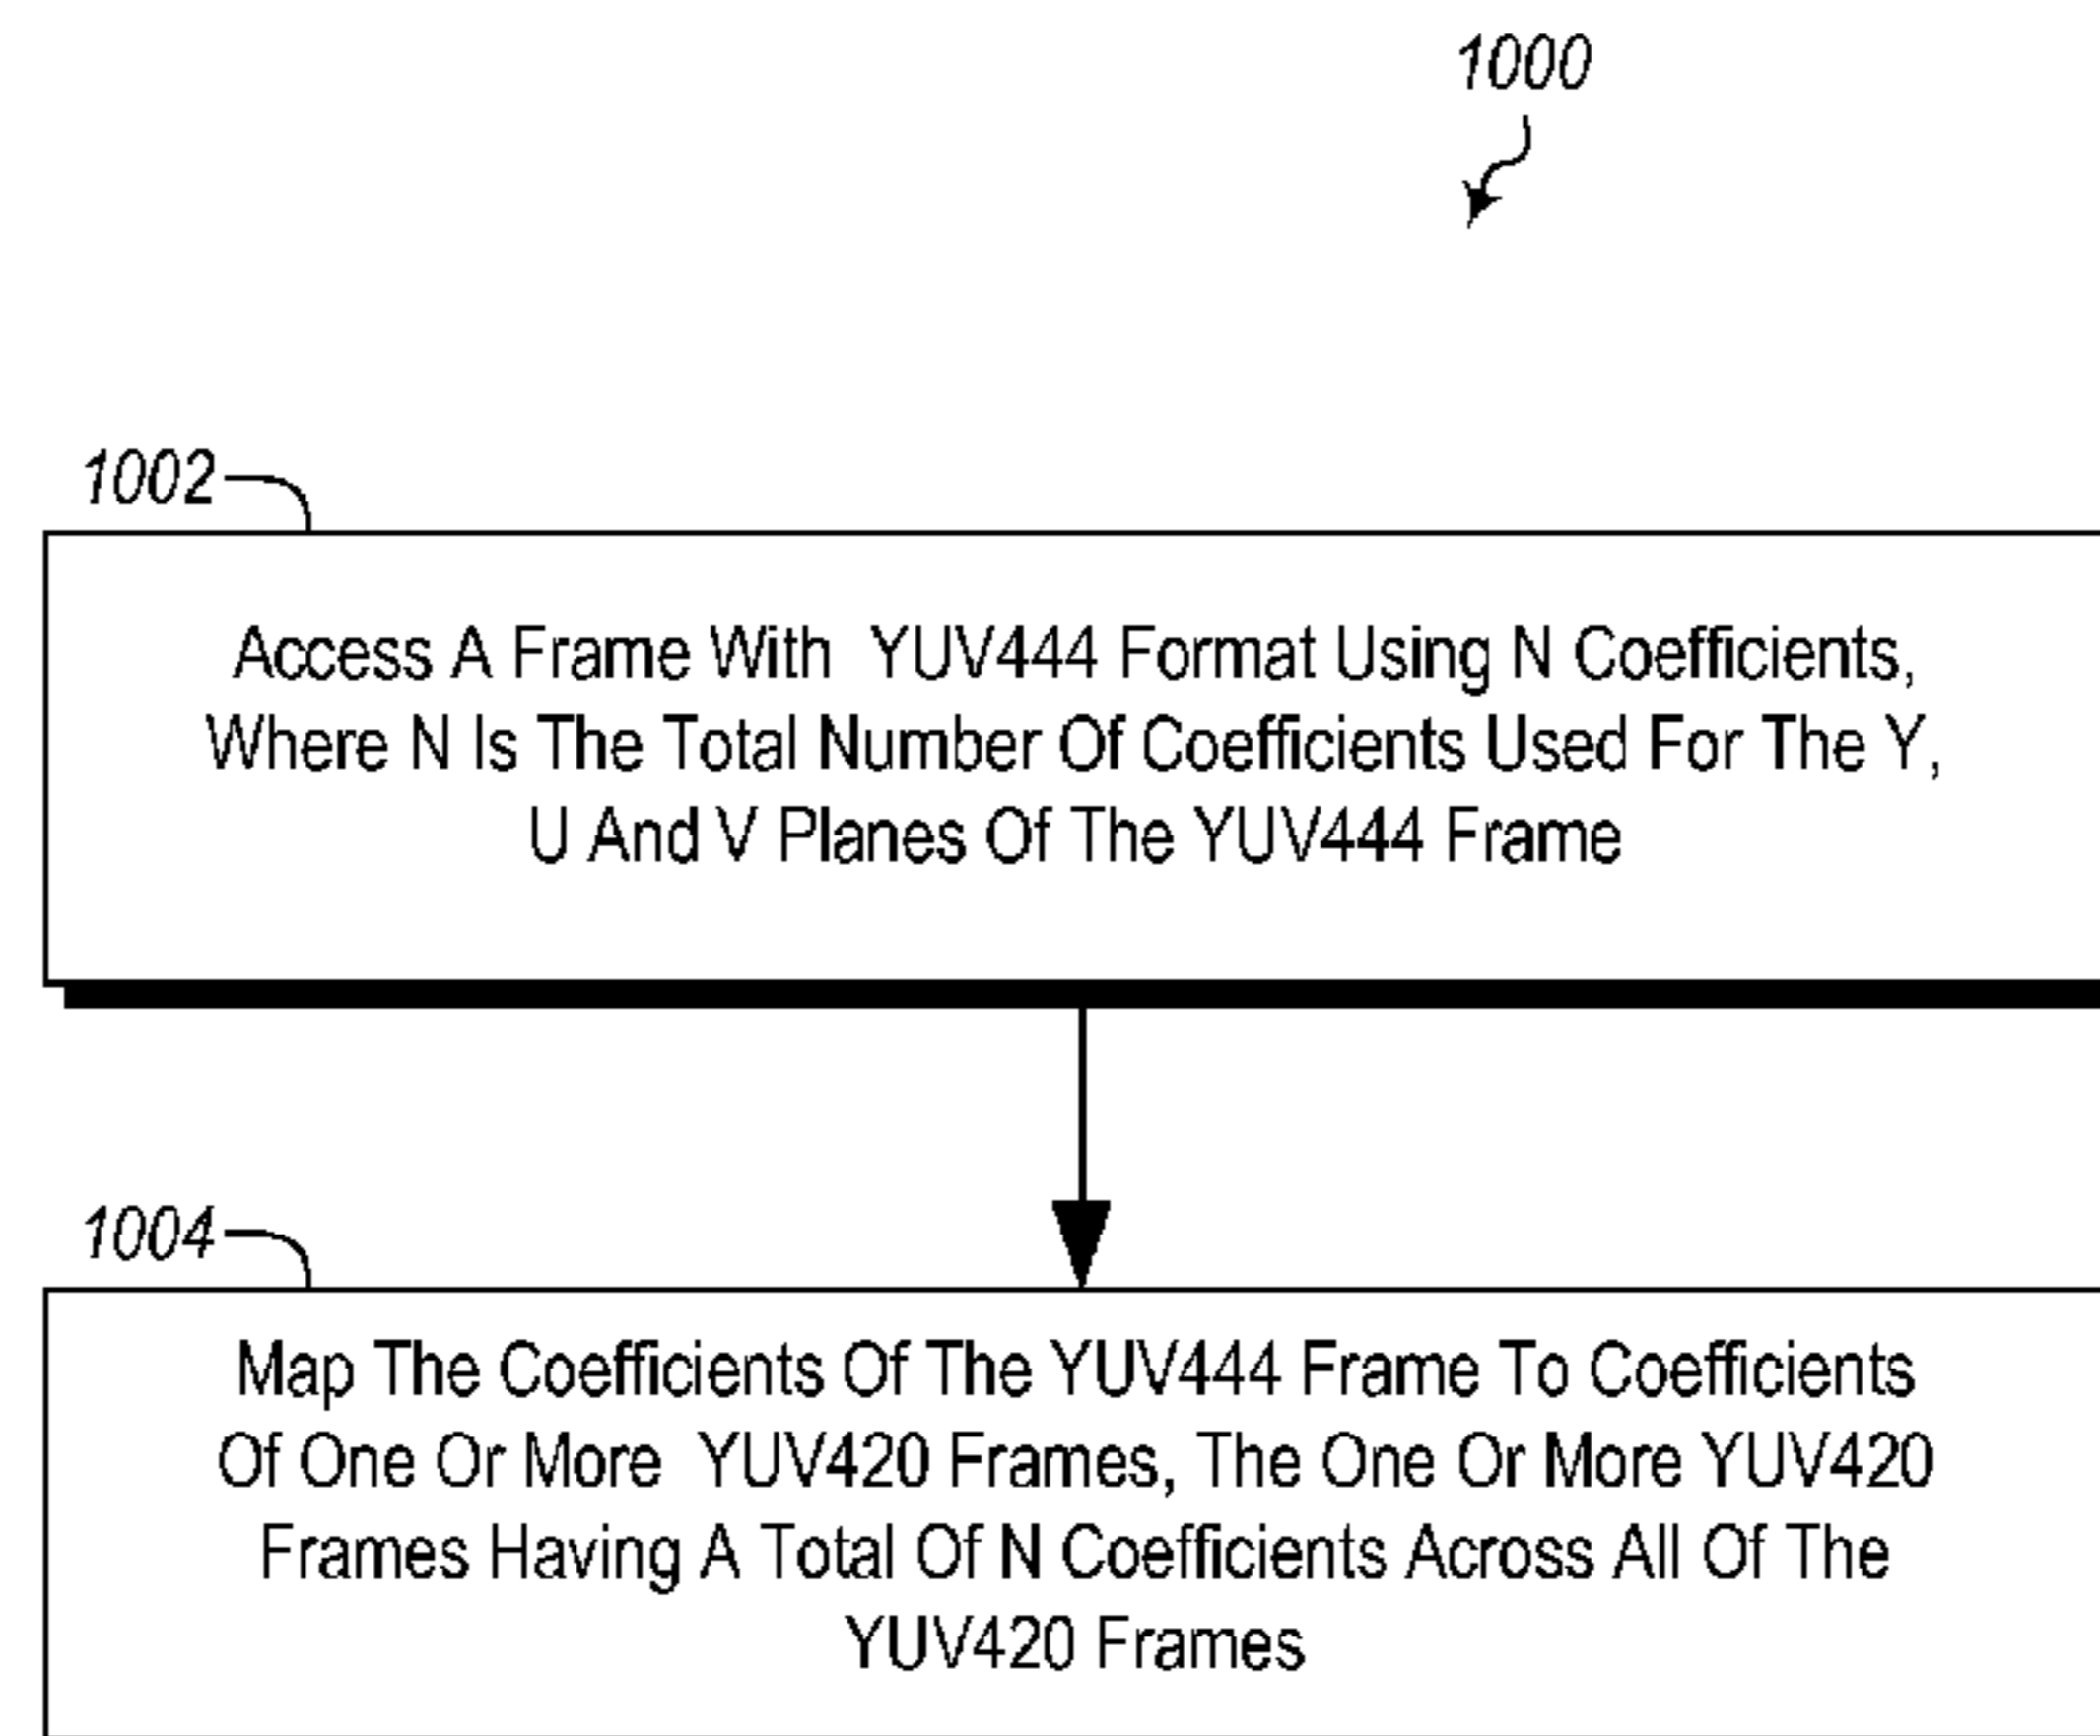 1000
1002
Access A Frame With YUV444 Format Using N Coefficients,
Where N Is The Total Number Of Coefficients Used For The Y,
U And V Planes Of The YUV444 Frame
1004
Map The Coefficients Of The YUV444 Frame To Coefficients
Of One Or More YUV420 Frames, The One Or More YUV420
Frames Having A Total Of N Coefficients Across All Of The
YUV420 Frames